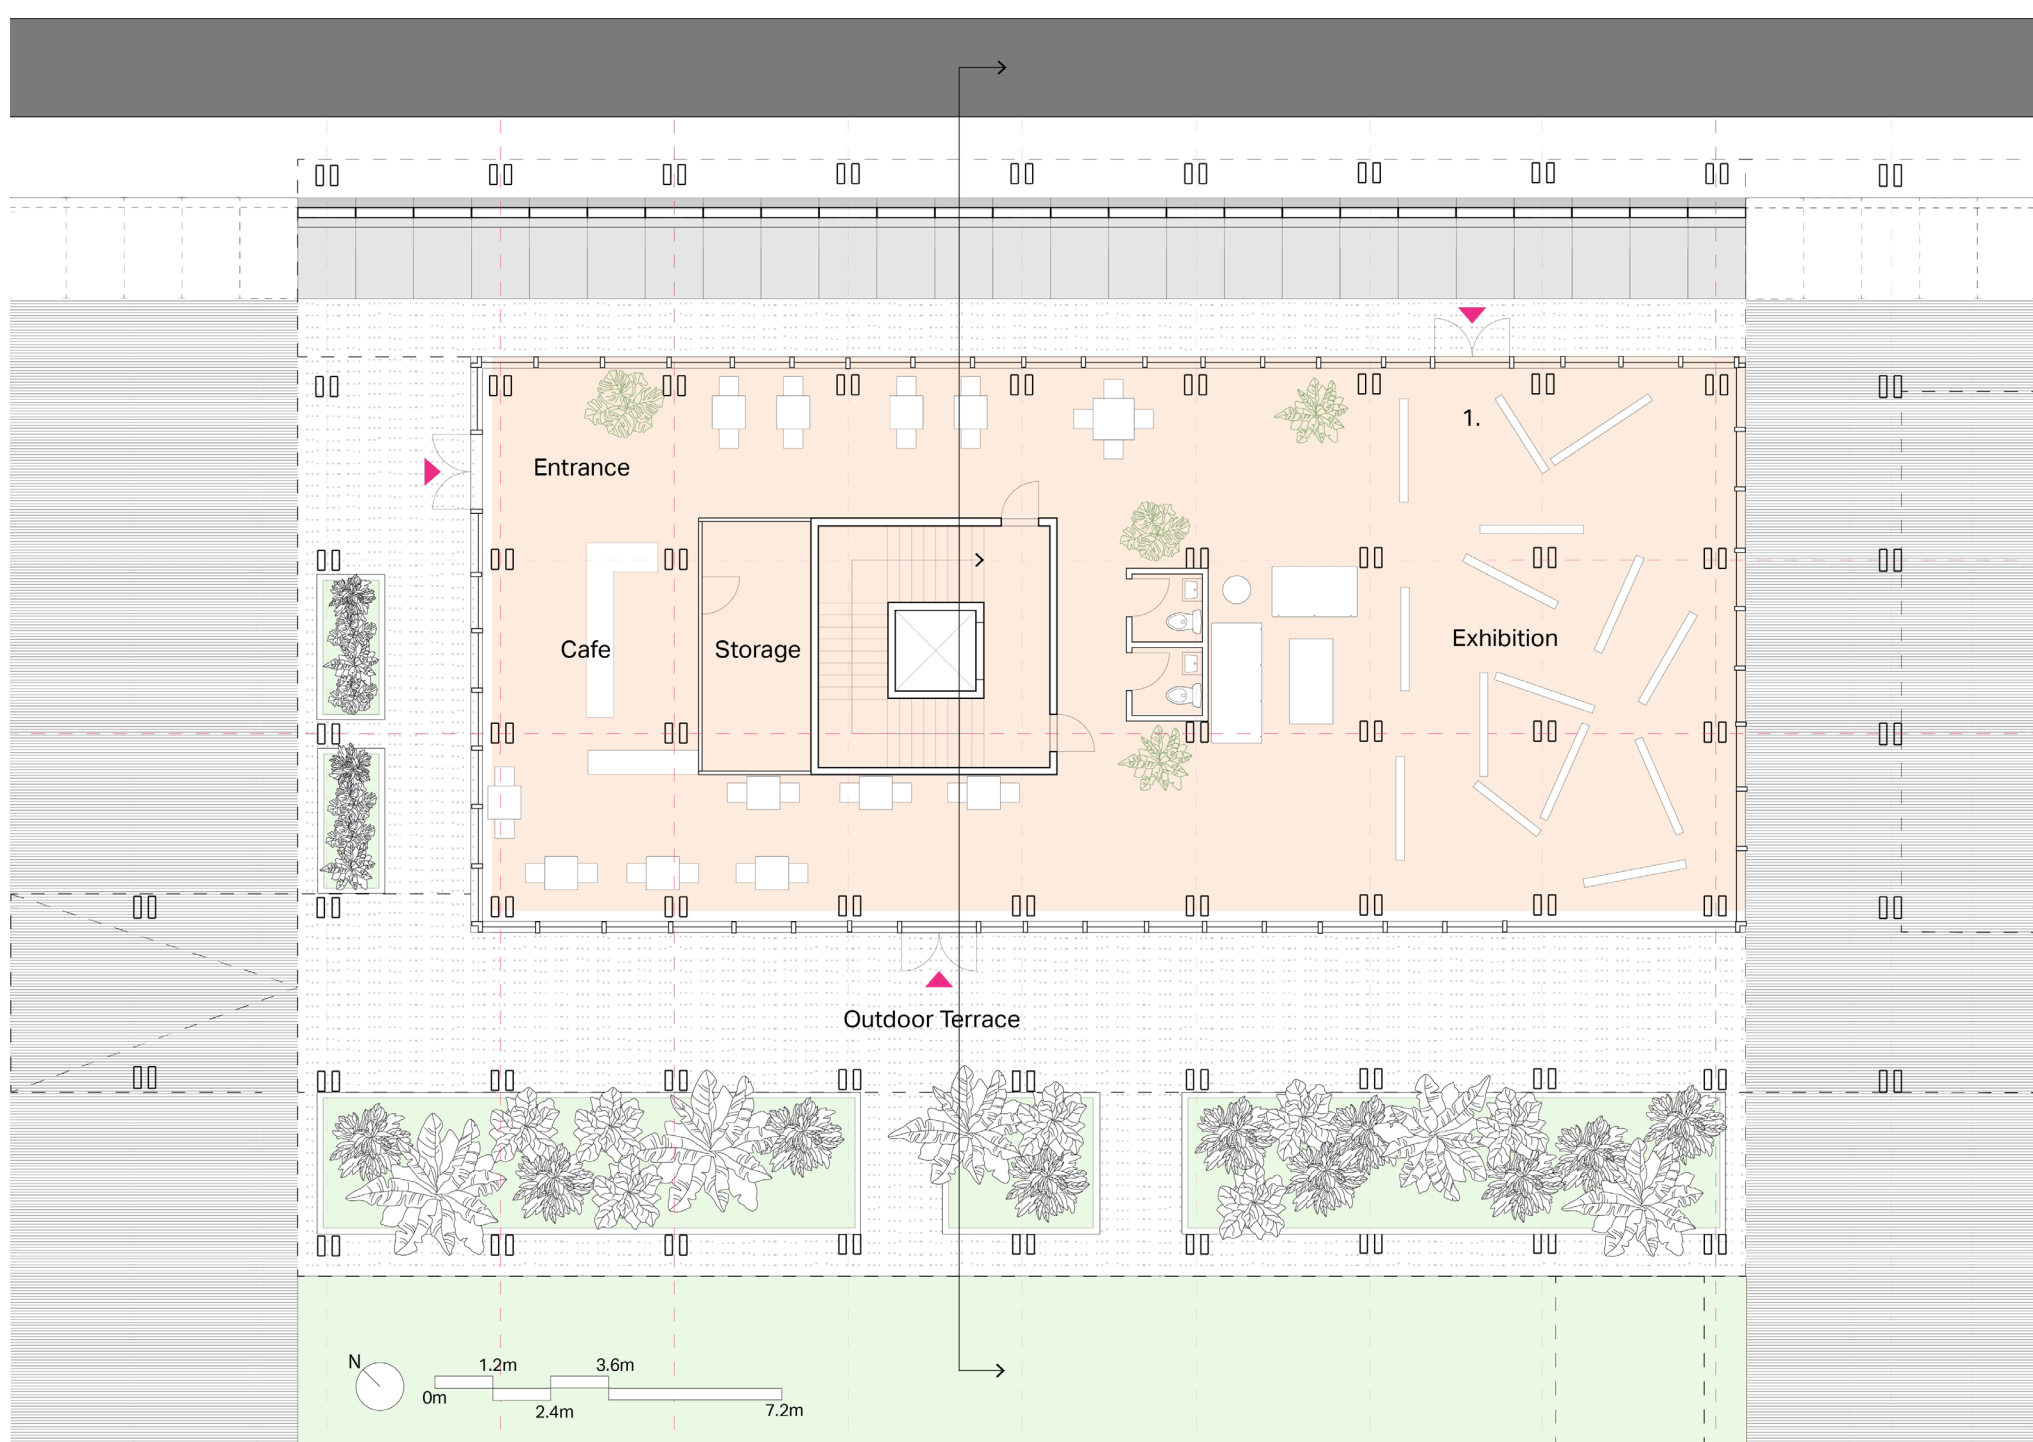 1.
Entrance
Exhibition
Cafe
Storage
Outdoor Terrace
N
1.2m
3.6m
0m
2.4m
7.2m